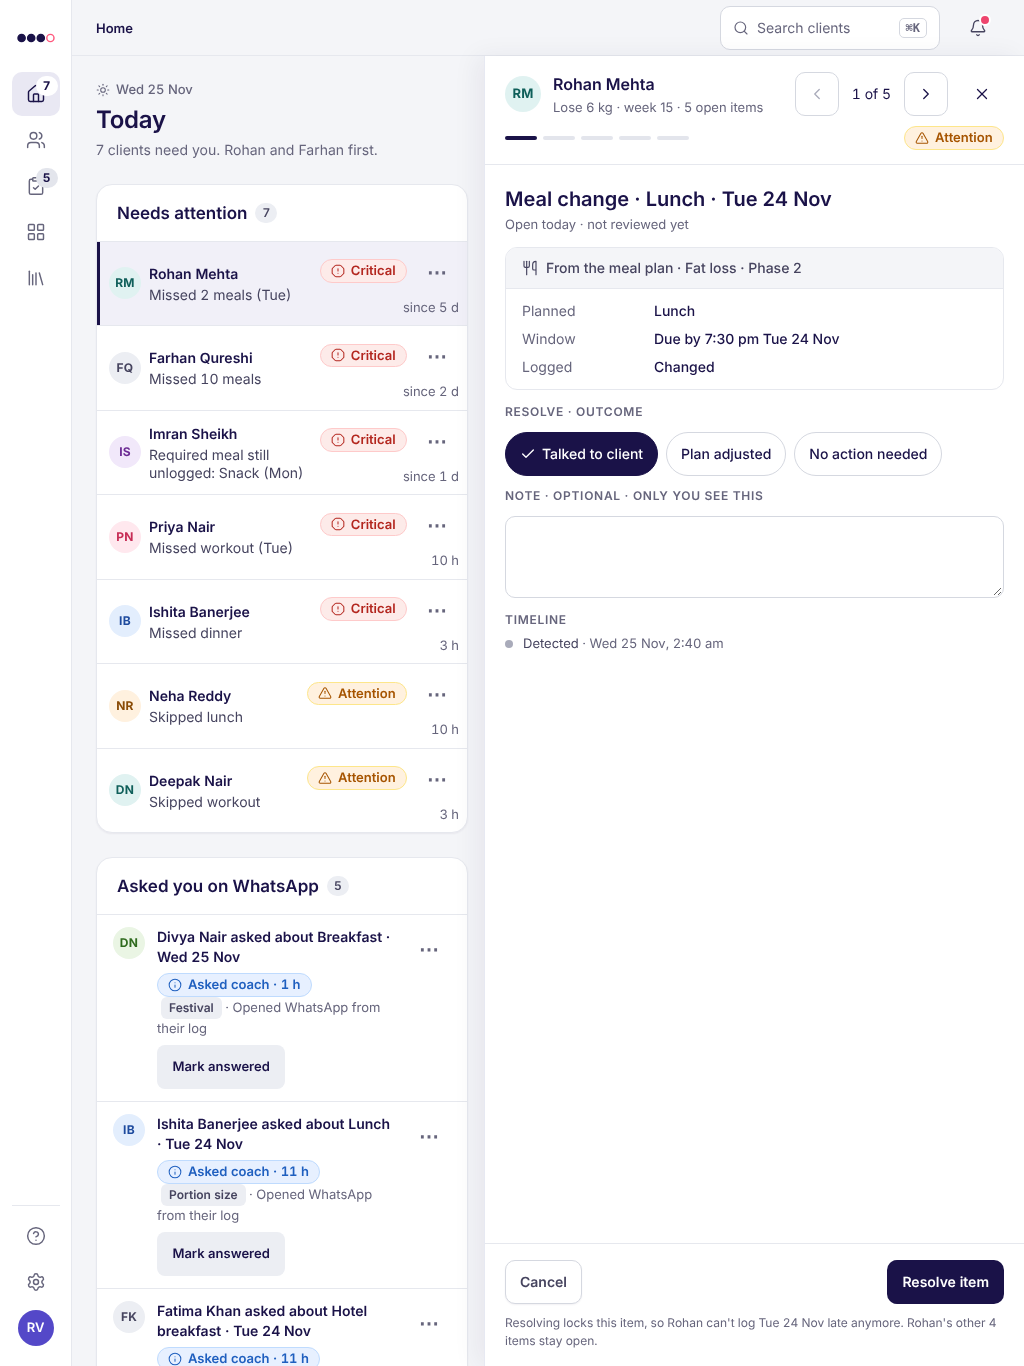 Home
Search clients
⌘K
7
5
RV
Wed 25 Nov
Today
7 clients need you. Rohan and Farhan first.
Needs attention 7
RM
Rohan Mehta
Missed 2 meals (Tue)
Critical
since 5 d
FQ
Farhan Qureshi
Missed 10 meals
Critical
since 2 d
IS
Imran Sheikh
Required meal still
unlogged: Snack (Mon)
Critical
since 1 d
PN
Priya Nair
Missed workout (Tue)
Critical
10 h
IB
Ishita Banerjee
Missed dinner
Critical
3 h
NR
Neha Reddy
Skipped lunch
Attention
10 h
DN
Deepak Nair
Skipped workout
Attention
3 h
Asked you on WhatsApp 5
DN
Divya Nair asked about Breakfast ·
Wed 25 Nov
Asked coach · 1 h
Festival · Opened WhatsApp from
their log
Mark answered
IB
Ishita Banerjee asked about Lunch
· Tue 24 Nov
Asked coach · 11 h
Portion size · Opened WhatsApp
from their log
Mark answered
FK
Fatima Khan asked about Hotel
breakfast · Tue 24 Nov
Asked coach · 11 h
RM
Rohan Mehta
Lose 6 kg · week 15 · 5 open items
1 of 5
Attention
Meal change · Lunch · Tue 24 Nov
Open today · not reviewed yet
From the meal plan · Fat loss · Phase 2
Planned Lunch
Window Due by 7:30 pm Tue 24 Nov
Logged Changed
RESOLVE · OUTCOME
Talked to client
Plan adjusted
No action needed
NOTE · OPTIONAL · ONLY YOU SEE THIS
TIMELINE
Detected · Wed 25 Nov, 2:40 am
Cancel
Resolve item
Resolving locks this item, so Rohan can't log Tue 24 Nov late anymore. Rohan's other 4
items stay open.